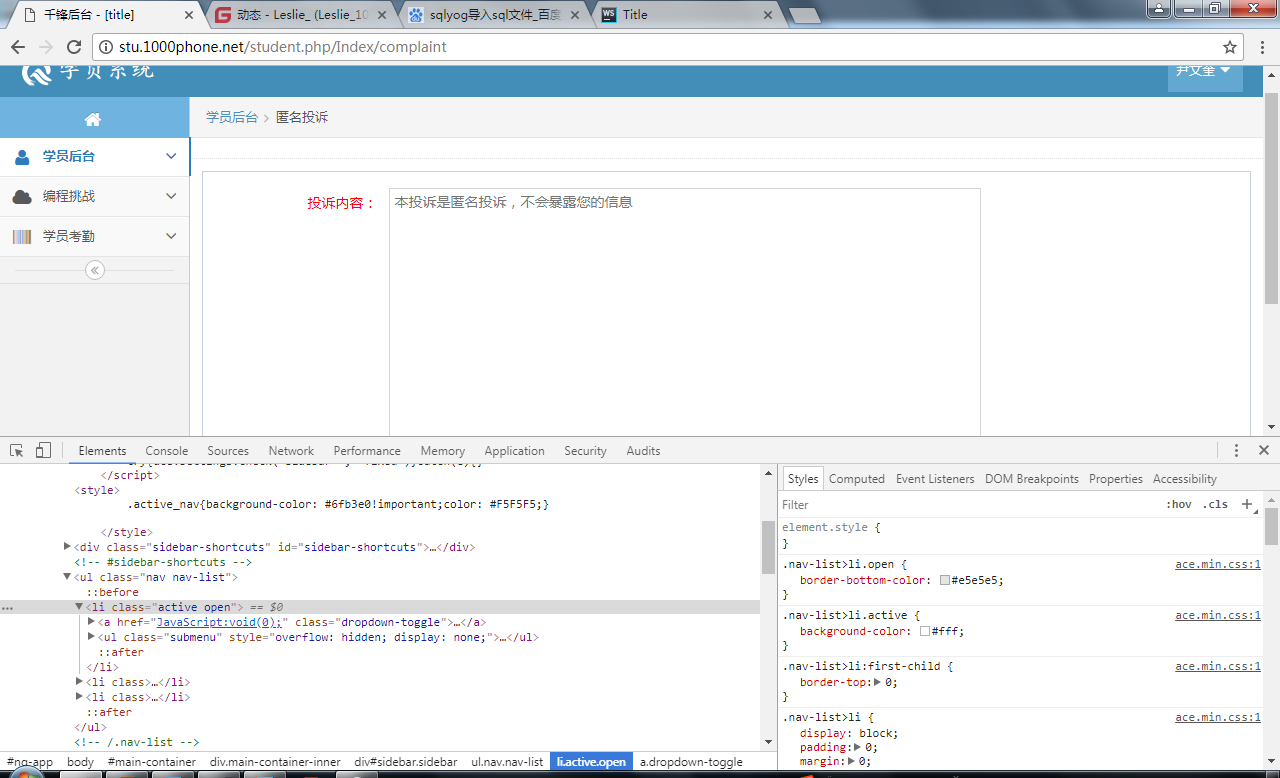 千锋后台 - [title]
动态 - Leslie_ (Leslie_10
sqlyog导入sql文件_百度
Title
stu.1000phone.net/student.php/Index/complaint
学员系统
尹文奎
学员后台
匿名投诉
学员后台
编程挑战
学员考勤
投诉内容：
本投诉是匿名投诉，不会暴露您的信息
Elements Console Sources Network Performance Memory Application Security Audits
</script>
<style>
.active_nav{background-color: #6fb3e0!important;color: #F5F5F5;}
</style>
<div class="sidebar-shortcuts" id="sidebar-shortcuts">…</div>
<!-- #sidebar-shortcuts -->
<ul class="nav nav-list">
::before
<li class="active open"> == $0
<a href="JavaScript:void(0);" class="dropdown-toggle">…</a>
<ul class="submenu" style="overflow: hidden; display: none;">…</ul>
::after
</li>
<li class>…</li>
<li class>…</li>
::after
</ul>
<!-- /.nav-list -->
#ng-app body #main-container div.main-container-inner div#sidebar.sidebar ul.nav.nav-list li.active.open a.dropdown-toggle
Styles Computed Event Listeners DOM Breakpoints Properties Accessibility
Filter :hov .cls +
element.style {
}
.nav-list>li.open { ace.min.css:1
border-bottom-color: #e5e5e5;
}
.nav-list>li.active { ace.min.css:1
background-color: #fff;
}
.nav-list>li:first-child { ace.min.css:1
border-top: 0;
}
.nav-list>li { ace.min.css:1
display: block;
padding: 0;
margin: 0;